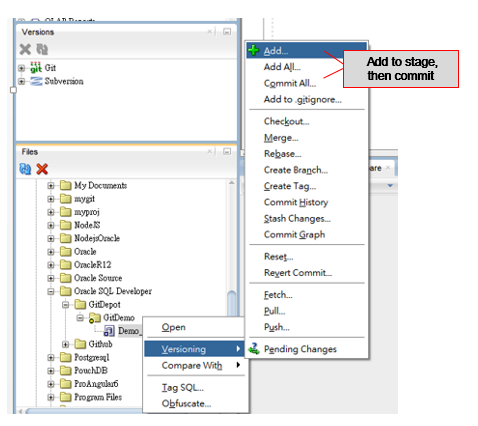 OLAP Reports
Versions
Git
Subversion
Files
My Documents
mygit
myproj
NodeJS
NodejsOracle
Oracle
OracleR12
Oracle Source
Oracle SQL Developer
GitDepot
GitDemo
Demo_
Github
Postgresql
PouchDB
ProAngular6
Program Files
Open
Versioning
Compare With
Tag SQL...
Obfuscate...
Add...
Add All...
Commit All...
Add to .gitignore...
Checkout...
Merge...
Rebase...
Create Branch...
Create Tag...
Commit History
Stash Changes...
Commit Graph
Reset...
Revert Commit...
Fetch...
Pull...
Push...
Pending Changes
Add to stage,
then commit